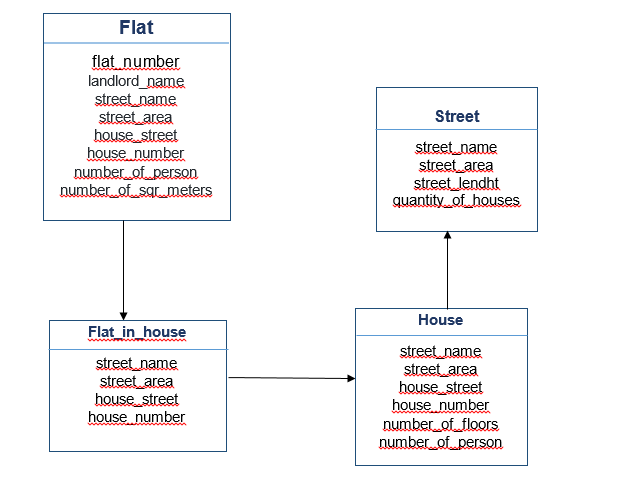 Flat
flat_number
landlord_name
street_name
street_area
house_street
house_number
number_of_person
number_of_sqr_meters
Street
street_name
street_area
street_lendht
quantity_of_houses
Flat_in_house
street_name
street_area
house_street
house_number
House
street_name
street_area
house_street
house_number
number_of_floors
number_of_person